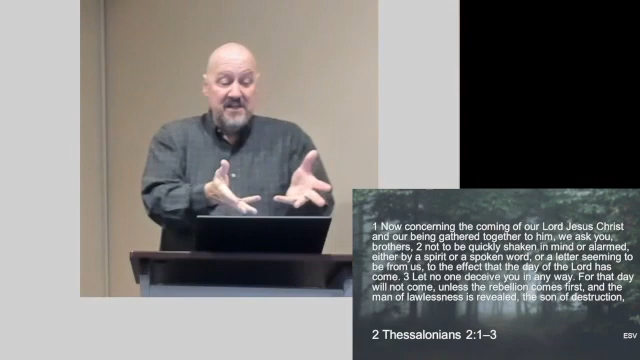 1 Now concerning the coming of our Lord Jesus Christ
and our being gathered together to him, we ask you,
brothers, 2 not to be quickly shaken in mind or alarmed,
either by a spirit or a spoken word, or a letter seeming to
be from us, to the effect that the day of the Lord has
come. 3 Let no one deceive you in any way. For that day
will not come, unless the rebellion comes first, and the
man of lawlessness is revealed, the son of destruction,
2 Thessalonians 2:1–3
ESV